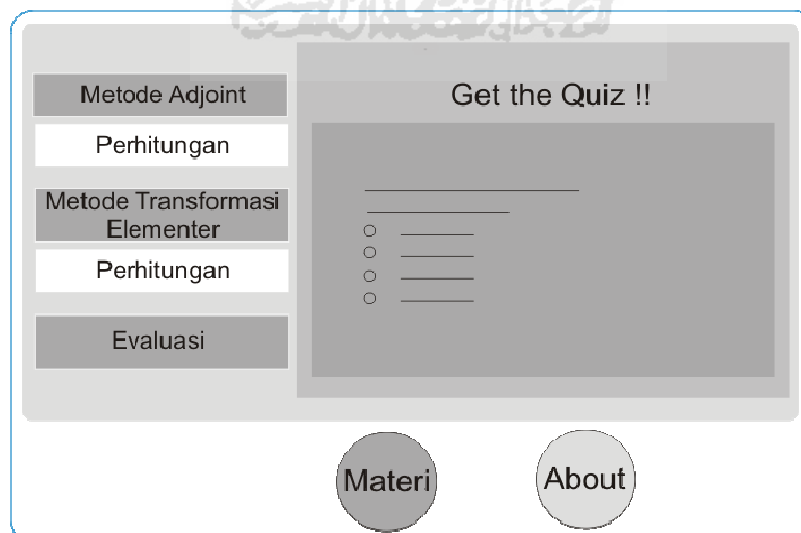 Metode Adjoint
Perhitungan
Metode Transformasi
Elementer
Perhitungan
Evaluasi
Get the Quiz !!
Materi
About